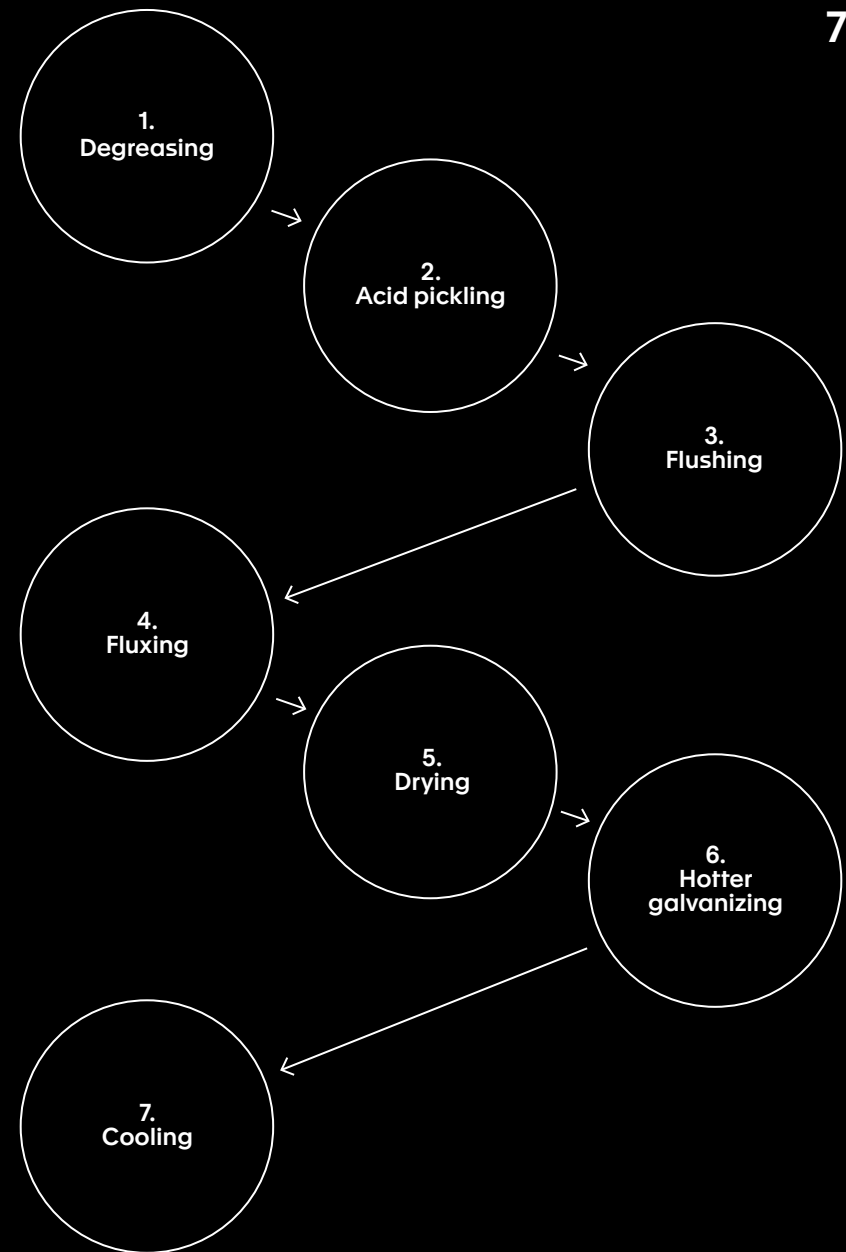 7
1.
Degreasing
2.
Acid pickling
3.
Flushing
4.
Fluxing
5.
Drying
6.
Hotter
galvanizing
7.
Cooling